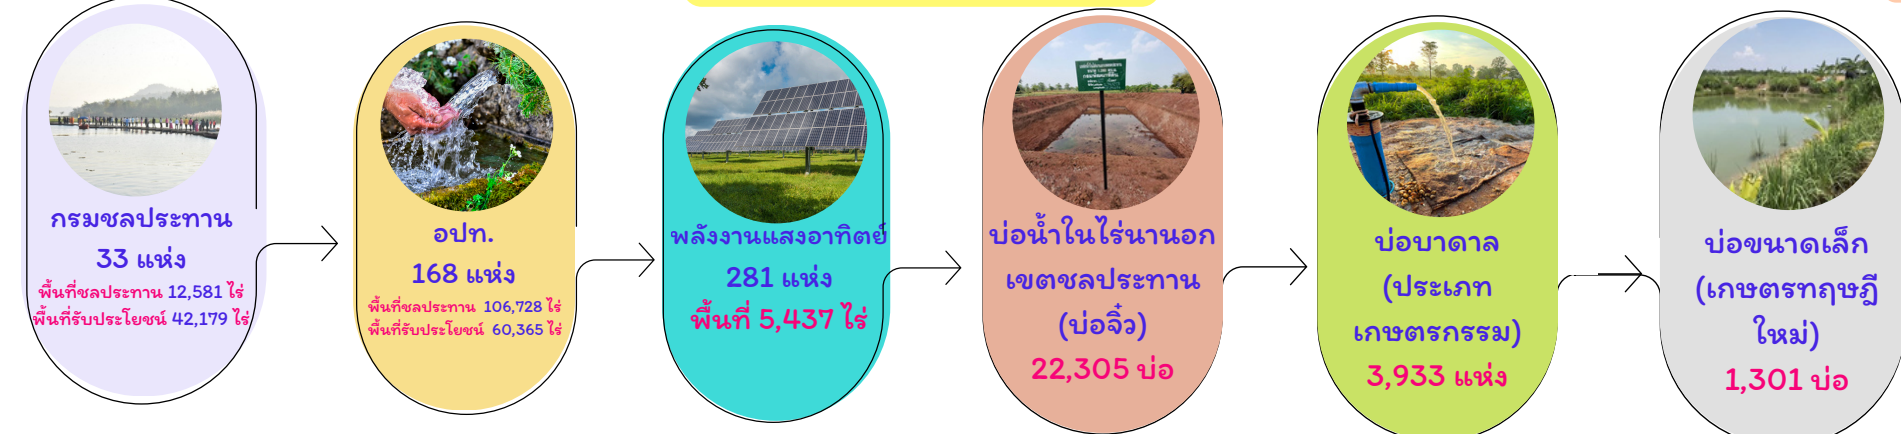 กรมชลประทาน
33 แห่ง
พื้นที่ชลประทาน 12,581 ไร่
พื้นที่รับประโยชน์ 42,179 ไร่
อปท.
168 แห่ง
พื้นที่ชลประทาน 106,728 ไร่
พื้นที่รับประโยชน์ 60,365 ไร่
พลังงานแสงอาทิตย์
281 แห่ง
พื้นที่ 5,437 ไร่
บ่อน้ำในไร่นานอก
เขตชลประทาน
(บ่อจิ๋ว)
22,305 บ่อ
บ่อบาดาล
(ประเภท
เกษตรกรรม)
3,933 แห่ง
บ่อขนาดเล็ก
(เกษตรทฤษฎี
ใหม่)
1,301 บ่อ